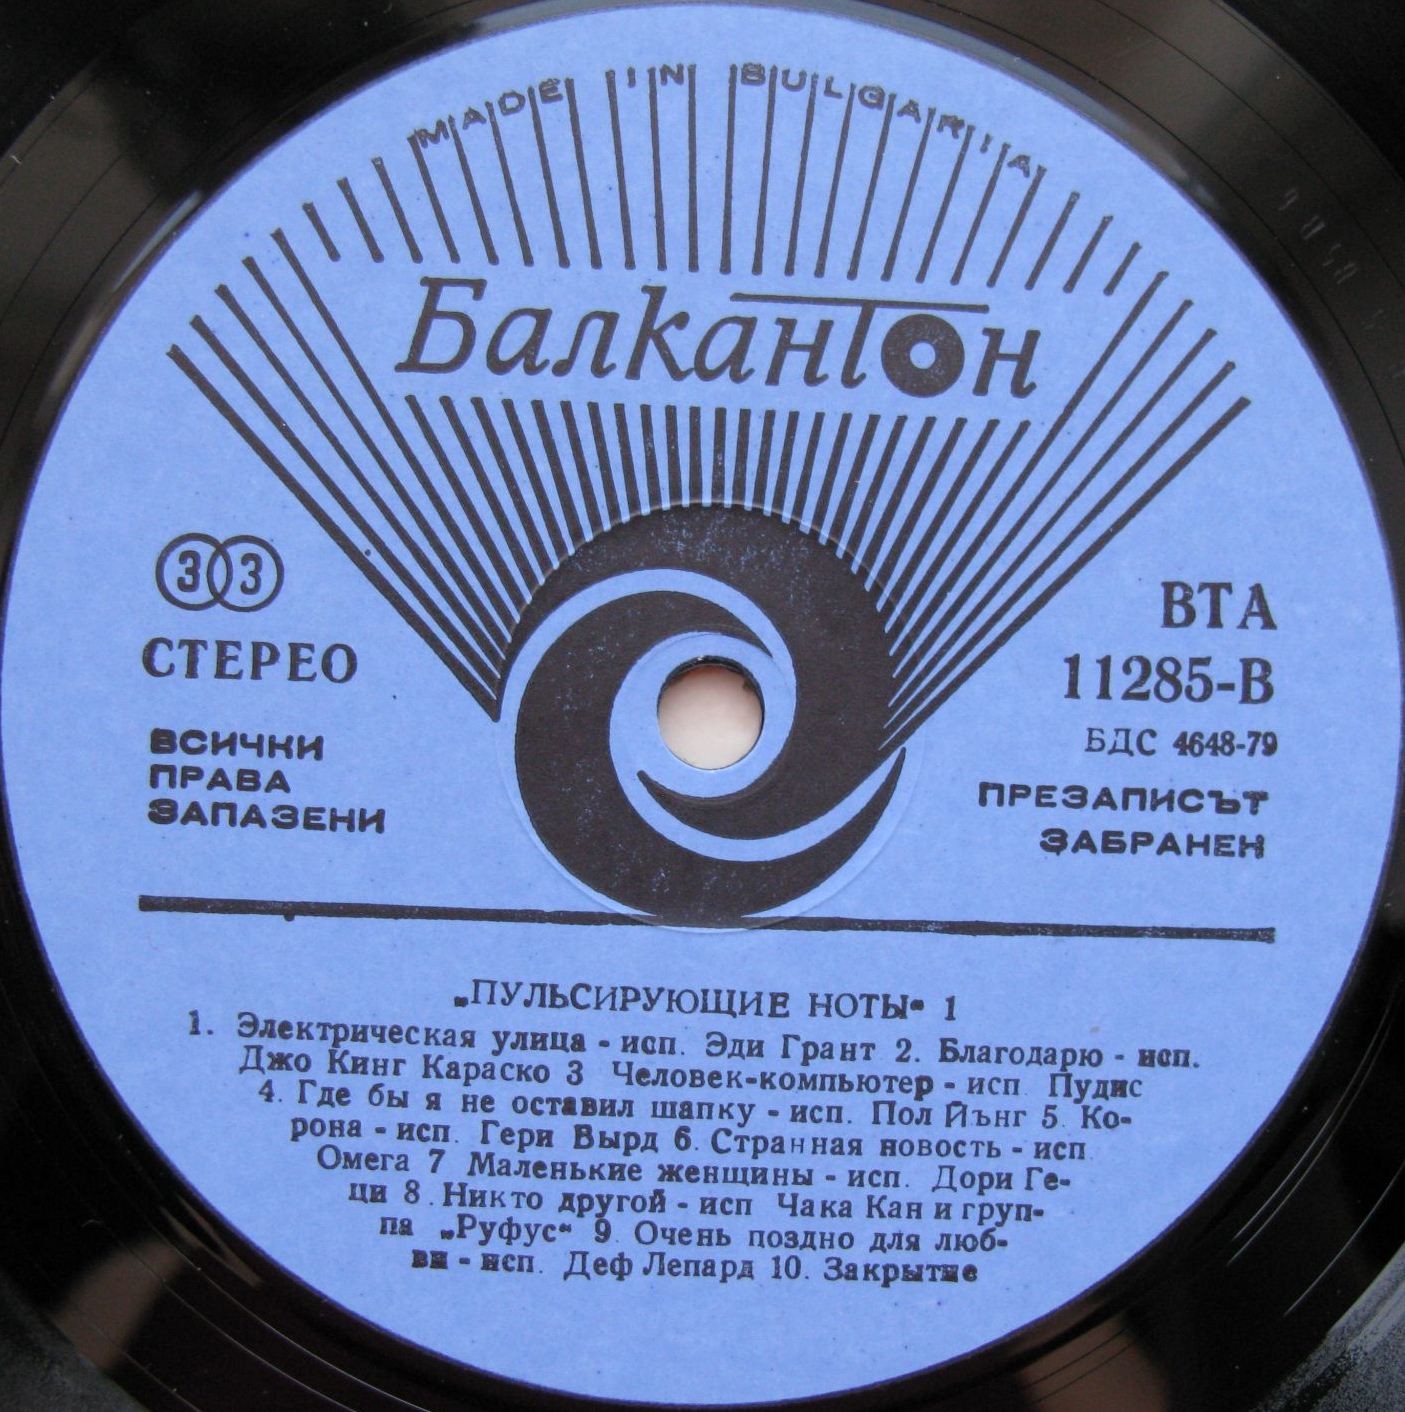 MADE IN BULGARIA
Балкантон
33
СТЕРЕО
ВСИЧКИ
ПРАВА
ЗАПАЗЕНИ
ВТА
11285-В
БДС 4648-79
ПРЕЗАПИСЪТ
ЗАБРАНЕН
„ПУЛЬСИРУЮЩИЕ НОТЫ“ 1
1. Электрическая улица - исп. Эди Грант 2. Благодарю - исп.
Джо Кинг Караско 3 Человек-компьютер - исп Пудис
4. Где бы я не оставил шапку - исп. Пол Йънг 5. Ко-
рона - исп. Гери Вырд 6. Странная новость - исп.
Омега 7 Маленькие женщины - исп. Дори Ге-
ци 8. Никто другой - исп Чака Кан и груп-
па „Руфус“ 9. Очень поздно для люб-
ви - исп. Деф Лепард 10. Закрытие